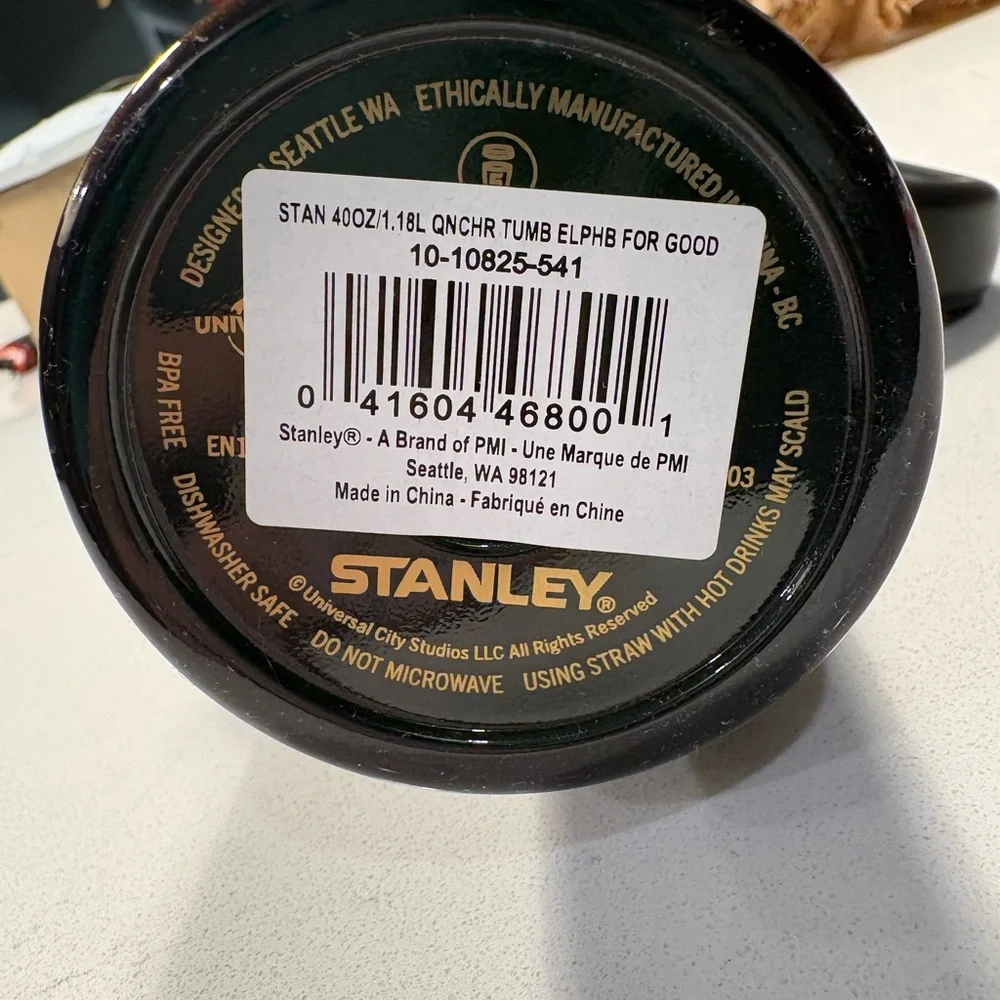 DESIGNED SEATTLE WA ETHICALLY MANUFACTURED IN CHINA - BC
STAN 40OZ/1.18L QNCHR TUMB ELPHB FOR GOOD
10-10825-541
0 41604 46800 1
Stanley® - A Brand of PMI - Une Marque de PMI
Seattle, WA 98121
Made in China - Fabriqué en Chine
03
STANLEY®
©Universal City Studios LLC All Rights Reserved
BPA FREE DISHWASHER SAFE DO NOT MICROWAVE USING STRAW WITH HOT DRINKS MAY SCALD